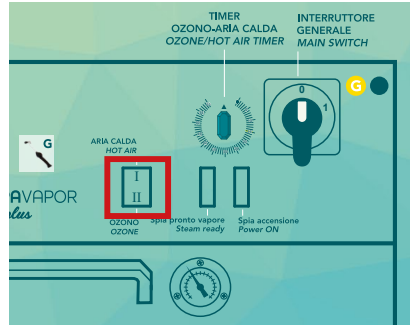 TIMER
OZONO-ARIA CALDA
OZONE/HOT AIR TIMER
INTERRUTTORE
GENERALE
MAIN SWITCH
0
1
G
G
ARIA CALDA
HOT AIR
I
II
OZONO
OZONE
AVAPOR
plus
Spia pronto vapore
Steam ready
Spia accensione
Power ON